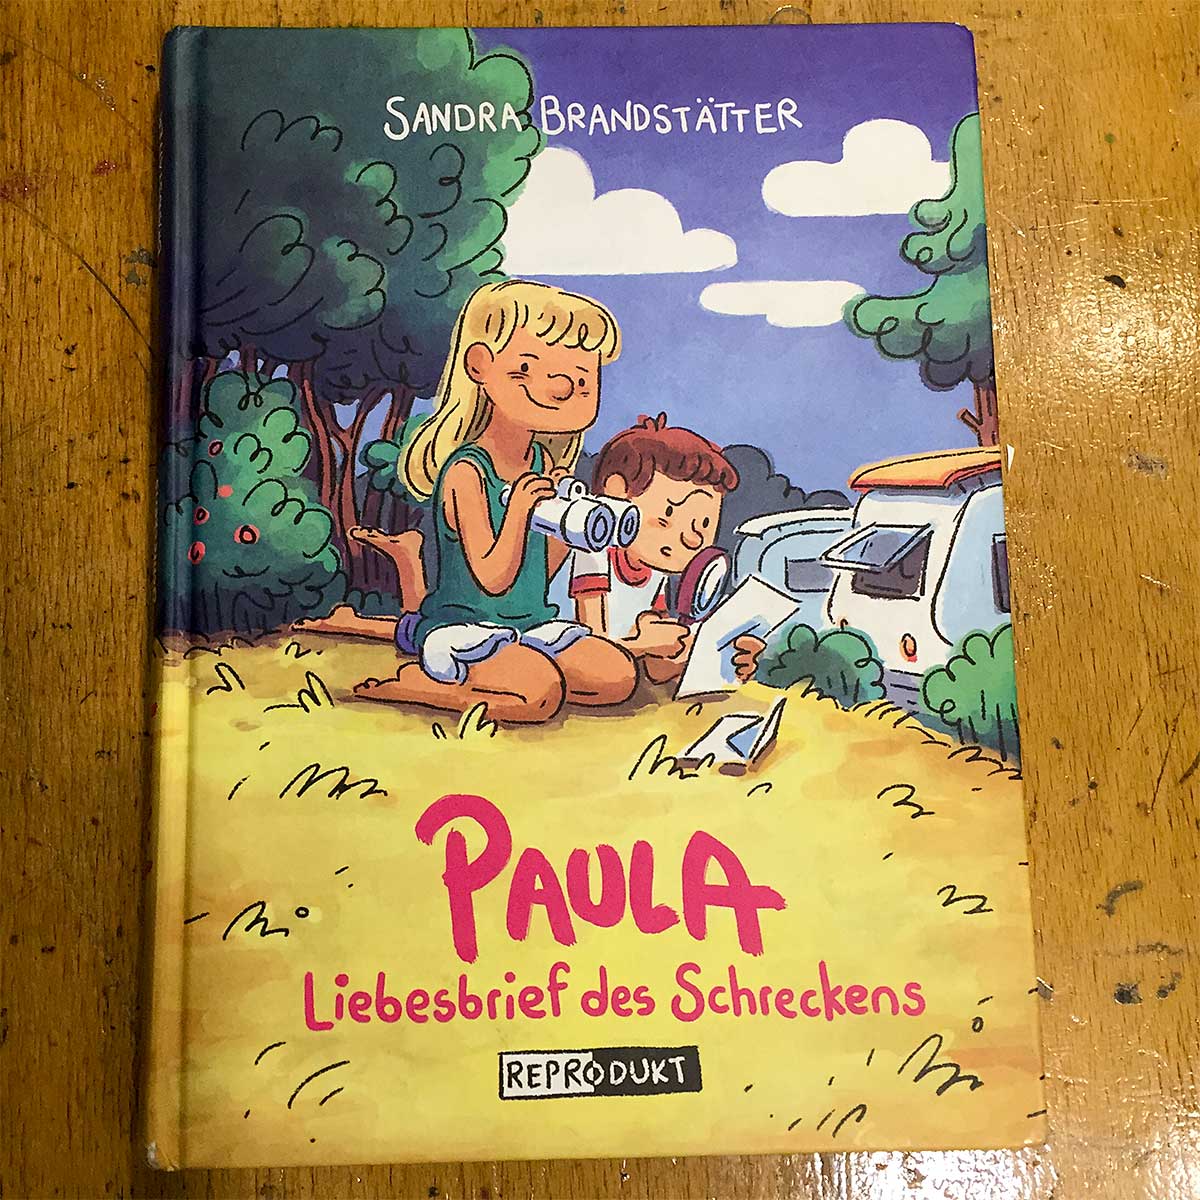 SANDRA BRANDSTÄTTER
PAULA
Liebesbrief des Schreckens
REPRODUKT